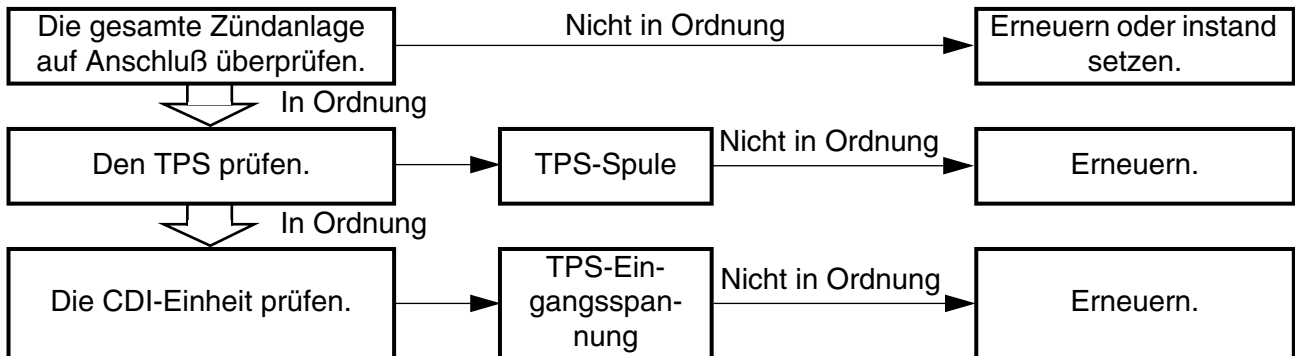 Die gesamte Zündanlage
auf Anschluß überprüfen.
Nicht in Ordnung
Erneuern oder instand
setzen.
In Ordnung
Den TPS prüfen.
TPS-Spule
Nicht in Ordnung
Erneuern.
In Ordnung
Die CDI-Einheit prüfen.
TPS-Ein-
gangsspan-
nung
Nicht in Ordnung
Erneuern.